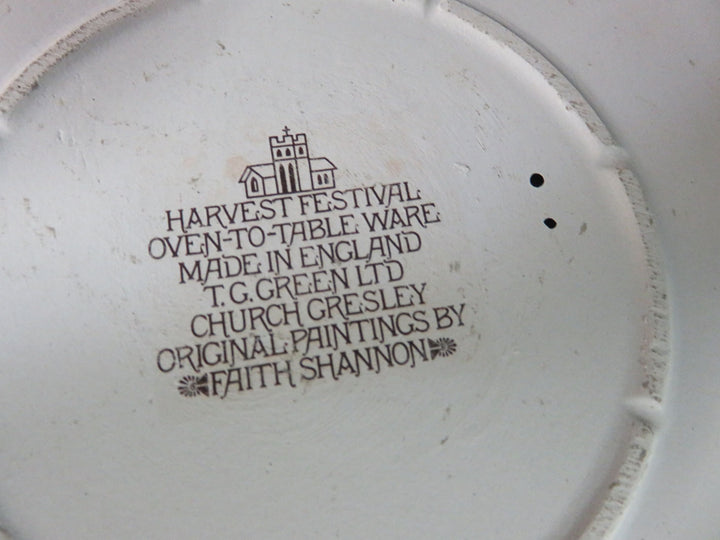 HARVEST FESTIVAL
OVEN-TO-TABLE WARE
MADE IN ENGLAND
T. G. GREEN LTD
CHURCH GRESLEY
ORIGINAL PAINTINGS BY
FAITH SHANNON